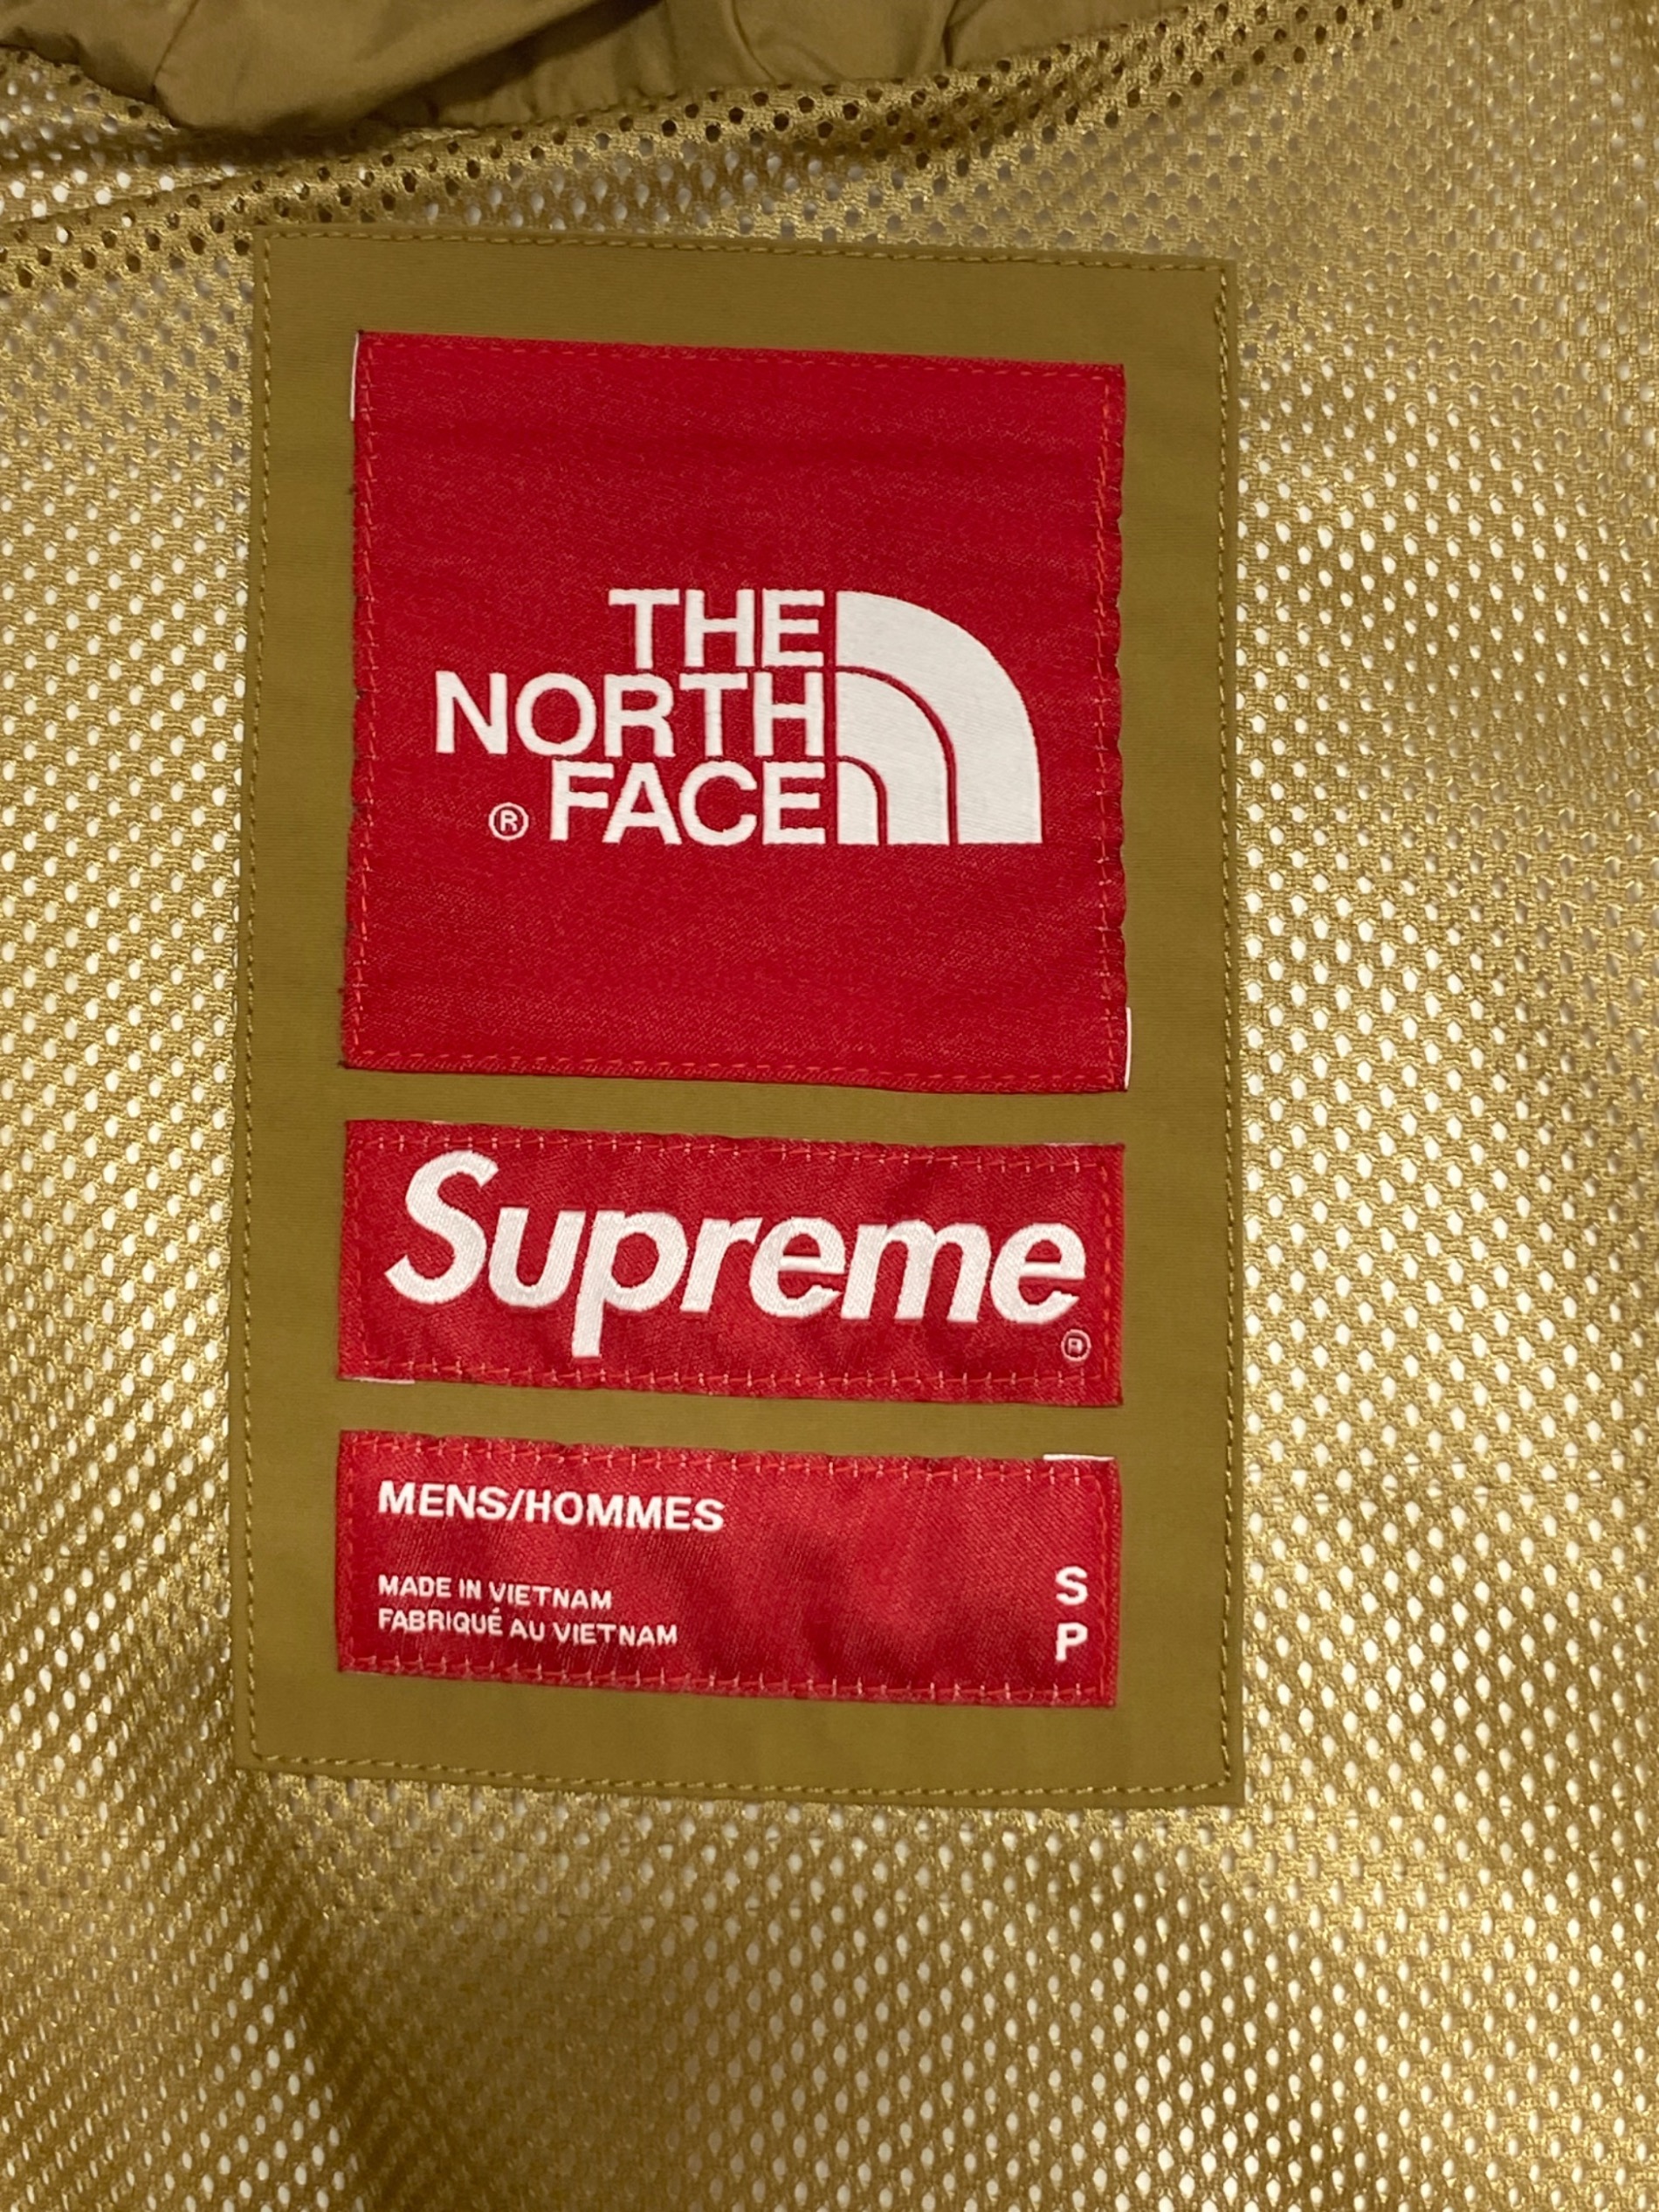 THE
NORTH
® FACE
Supreme
®
MENS/HOMMES
MADE IN VIETNAM
FABRIQUÉ AU VIETNAM
S
P